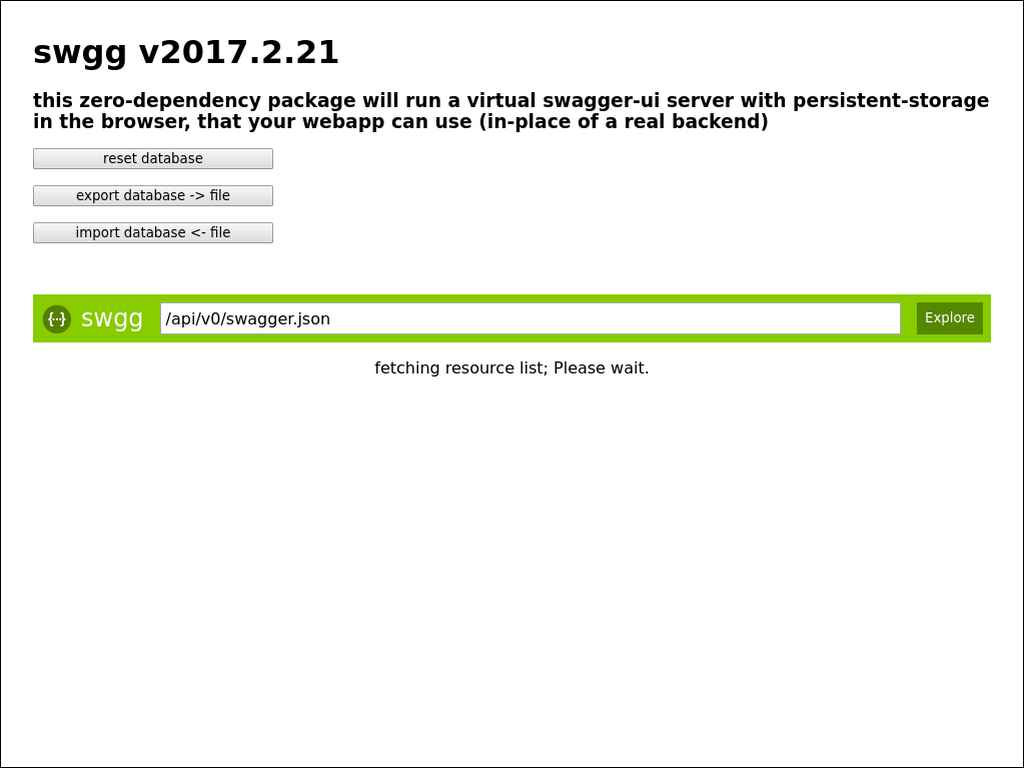 swgg v2017.2.21
this zero-dependency package will run a virtual swagger-ui server with persistent-storage
in the browser, that your webapp can use (in-place of a real backend)
reset database
export database -> file
import database <- file
{···} swgg /api/v0/swagger.json Explore
fetching resource list; Please wait.